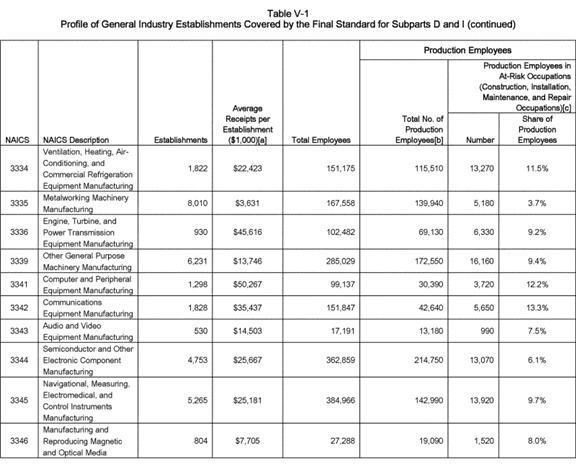 Table V-1
Profile of General Industry Establishments Covered by the Final Standard for Subparts D and I (continued)
Production Employees
Production Employees in
At-Risk Occupations
(Construction, Installation,
Maintenance, and Repair
Occupations)[c]
NAICS NAICS Description Establishments Average Receipts per Establishment ($1,000)[a] Total Employees Total No. of Production Employees[b] Number Share of Production Employees
3334 Ventilation, Heating, Air-
Conditioning, and
Commercial Refrigeration
Equipment Manufacturing 1,822 $22,423 151,175 115,510 13,270 11.5%
3335 Metalworking Machinery
Manufacturing 8,010 $3,631 167,558 139,940 5,180 3.7%
3336 Engine, Turbine, and
Power Transmission
Equipment Manufacturing 930 $45,616 102,482 69,130 6,330 9.2%
3339 Other General Purpose
Machinery Manufacturing 6,231 $13,746 285,029 172,550 16,160 9.4%
3341 Computer and Peripheral
Equipment Manufacturing 1,298 $50,267 99,137 30,390 3,720 12.2%
3342 Communications
Equipment Manufacturing 1,828 $35,437 151,847 42,640 5,650 13.3%
3343 Audio and Video
Equipment Manufacturing 530 $14,503 17,191 13,180 990 7.5%
3344 Semiconductor and Other
Electronic Component
Manufacturing 4,753 $25,667 362,859 214,750 13,070 6.1%
3345 Navigational, Measuring,
Electromedical, and
Control Instruments
Manufacturing 5,265 $25,181 384,966 142,990 13,920 9.7%
3346 Manufacturing and
Reproducing Magnetic
and Optical Media 804 $7,705 27,288 19,090 1,520 8.0%